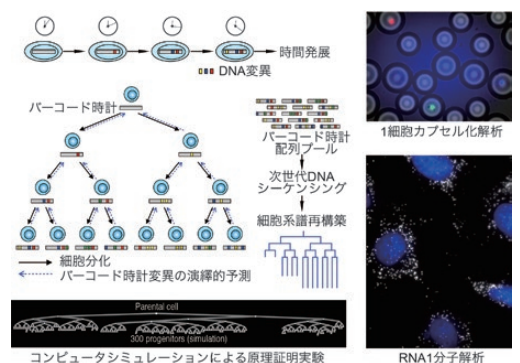 時間発展
DNA変異
バーコード時計
バーコード時計
配列プール
次世代DNA
シーケンシング
細胞系譜再構築
細胞分化
バーコード時計変異の演繹的予測
Parental cell
300 progenitors (simulation)
コンピュータシミュレーションによる原理証明実験
1細胞カプセル化解析
RNA1分子解析